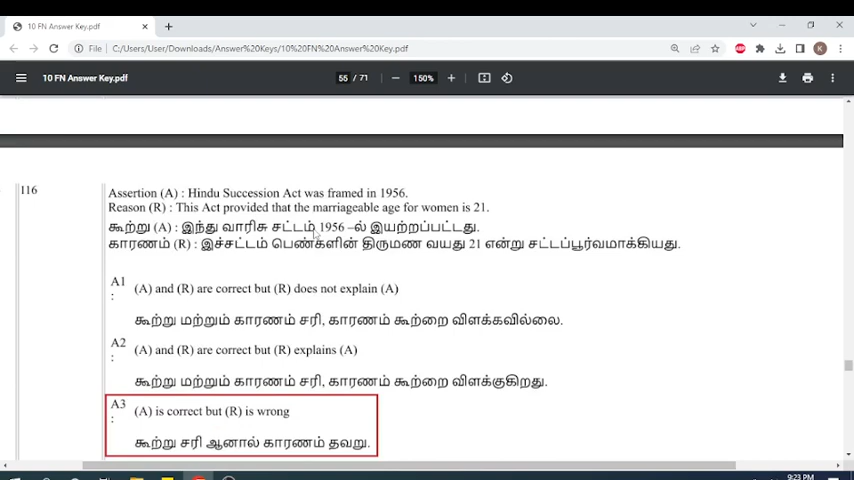 10 FN Answer Key.pdf
File C:/Users/User/Downloads/Answer%20Keys/10%20FN%20Answer%20Key.pdf
K
10 FN Answer Key.pdf
55 / 71
150%
116
Assertion (A) : Hindu Succession Act was framed in 1956.
Reason (R) : This Act provided that the marriageable age for women is 21.
கூற்று (A) : இந்து வாரிசு சட்டம் 1956 –ல் இயற்றப்பட்டது.
காரணம் (R) : இச்சட்டம் பெண்களின் திருமண வயது 21 என்று சட்டப்பூர்வமாக்கியது.
A1 :
(A) and (R) are correct but (R) does not explain (A)
கூற்று மற்றும் காரணம் சரி, காரணம் கூற்றை விளக்கவில்லை.
A2 :
(A) and (R) are correct but (R) explains (A)
கூற்று மற்றும் காரணம் சரி, காரணம் கூற்றை விளக்குகிறது.
A3 :
(A) is correct but (R) is wrong
கூற்று சரி ஆனால் காரணம் தவறு.
9:23 PM